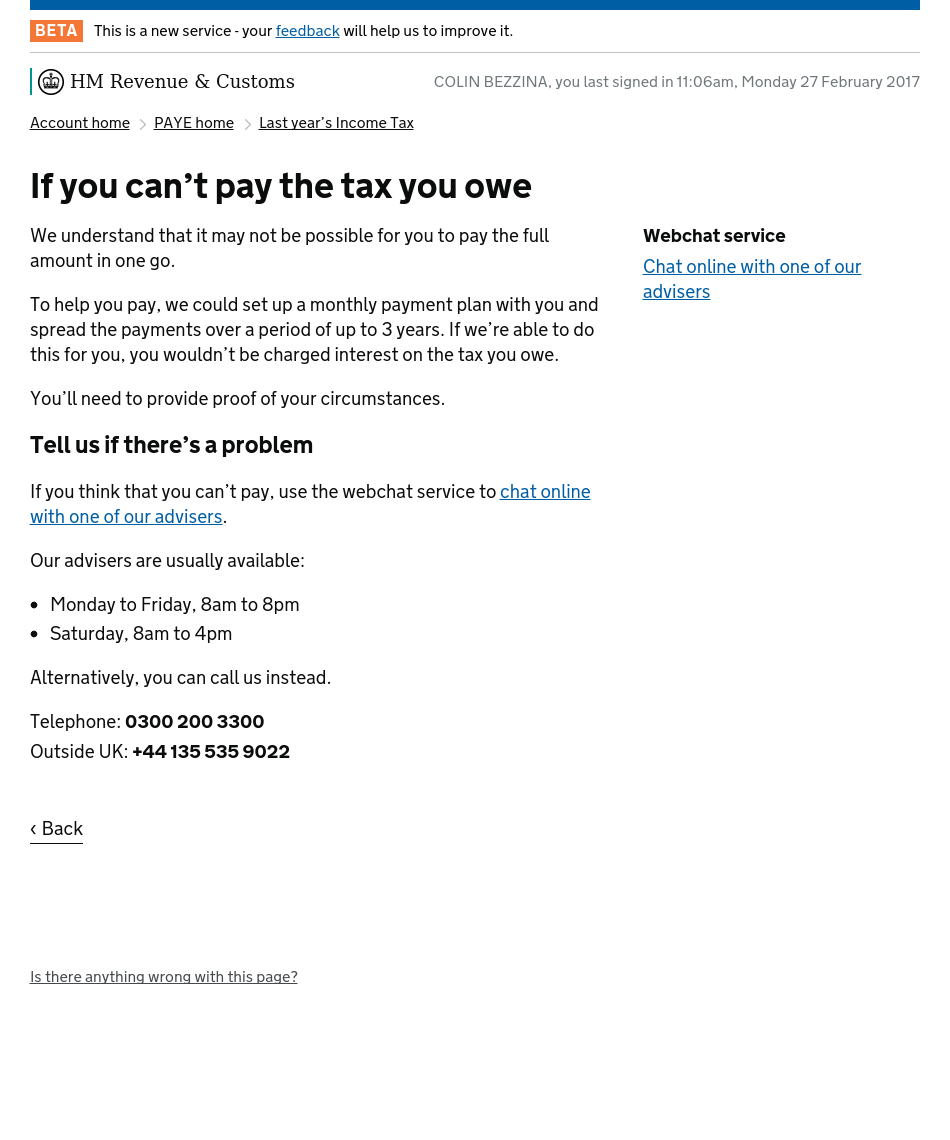 BETA This is a new service - your feedback will help us to improve it.
HM Revenue & Customs
COLIN BEZZINA, you last signed in 11:06am, Monday 27 February 2017
Account home PAYE home Last year’s Income Tax
If you can’t pay the tax you owe
We understand that it may not be possible for you to pay the full
amount in one go.
To help you pay, we could set up a monthly payment plan with you and
spread the payments over a period of up to 3 years. If we’re able to do
this for you, you wouldn’t be charged interest on the tax you owe.
You’ll need to provide proof of your circumstances.
Tell us if there’s a problem
If you think that you can’t pay, use the webchat service to chat online
with one of our advisers.
Our advisers are usually available:
• Monday to Friday, 8am to 8pm
• Saturday, 8am to 4pm
Alternatively, you can call us instead.
Telephone: 0300 200 3300
Outside UK: +44 135 535 9022
‹ Back
Webchat service
Chat online with one of our
advisers
Is there anything wrong with this page?